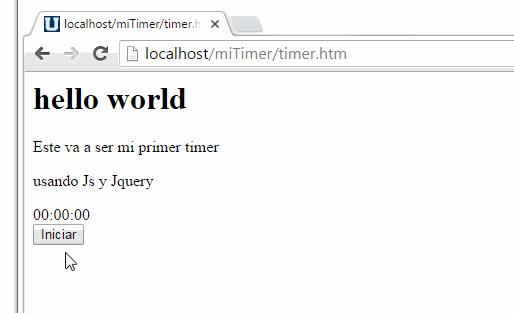 localhost/miTimer/timer.h
localhost/miTimer/timer.htm
hello world
Este va a ser mi primer timer
usando Js y Jquery
00:00:00
Iniciar